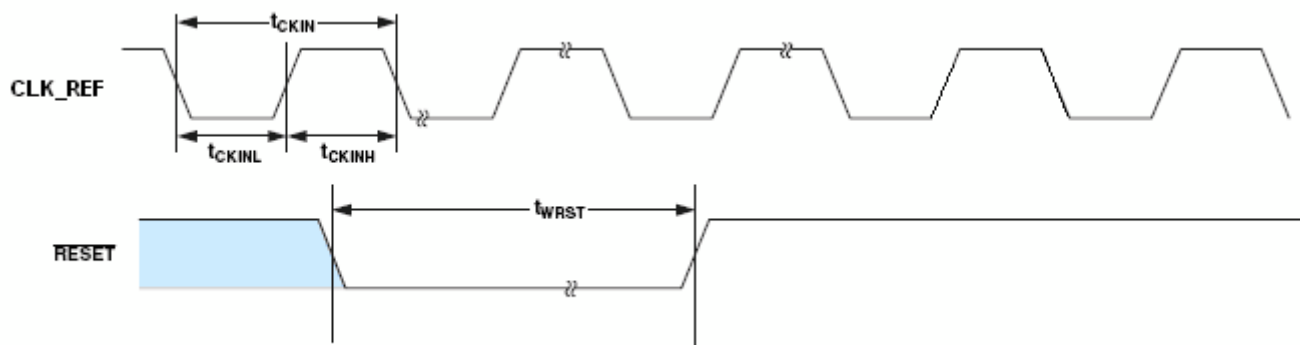 tCKIN
CLK_REF
tCKINL
tCKINH
tWRST
RESET